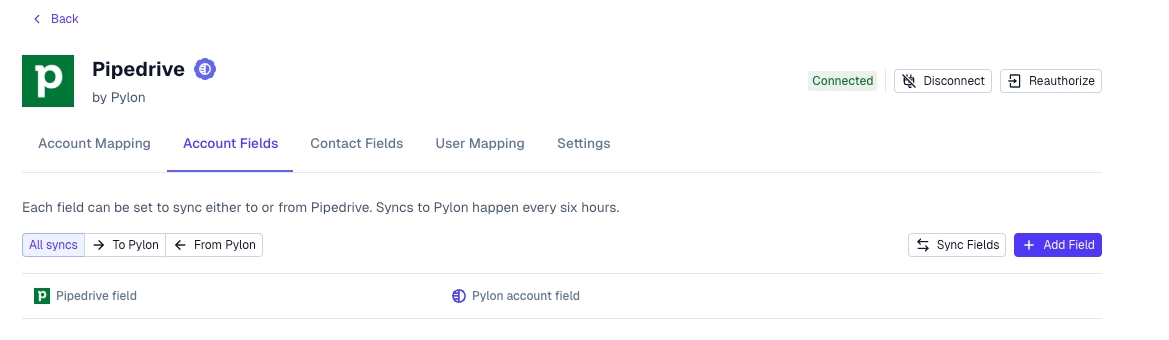 Back
p
Pipedrive
by Pylon
Connected
Disconnect
Reauthorize
Account Mapping
Account Fields
Contact Fields
User Mapping
Settings
Each field can be set to sync either to or from Pipedrive. Syncs to Pylon happen every six hours.
All syncs
To Pylon
From Pylon
Sync Fields
Add Field
p
Pipedrive field
Pylon account field